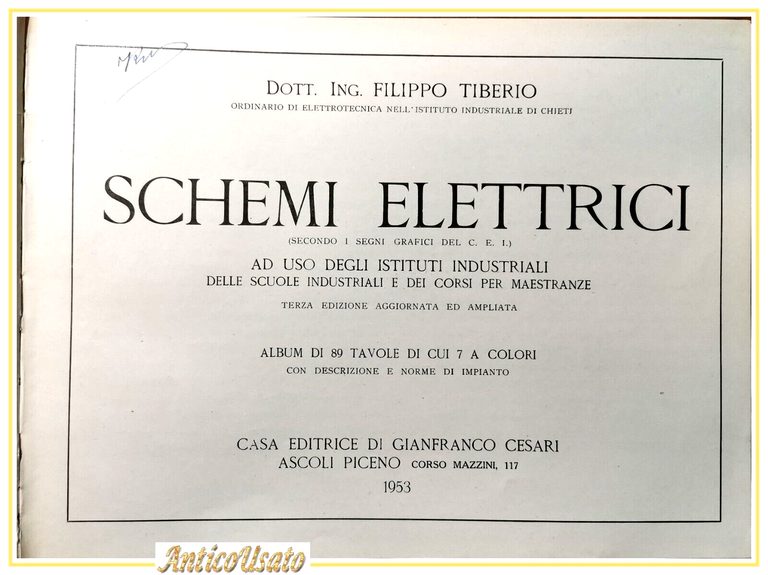 DOTT. ING. FILIPPO TIBERIO
ORDINARIO DI ELETTROTECNICA NELL'ISTITUTO INDUSTRIALE DI CHIETI
SCHEMI ELETTRICI
(SECONDO I SEGNI GRAFICI DEL C. E. I.)
AD USO DEGLI ISTITUTI INDUSTRIALI
DELLE SCUOLE INDUSTRIALI E DEI CORSI PER MAESTRANZE
TERZA EDIZIONE AGGIORNATA ED AMPLIATA
ALBUM DI 89 TAVOLE DI CUI 7 A COLORI
CON DESCRIZIONE E NORME DI IMPIANTO
CASA EDITRICE DI GIANFRANCO CESARI
ASCOLI PICENO CORSO MAZZINI, 117
1953
AnticoUsato